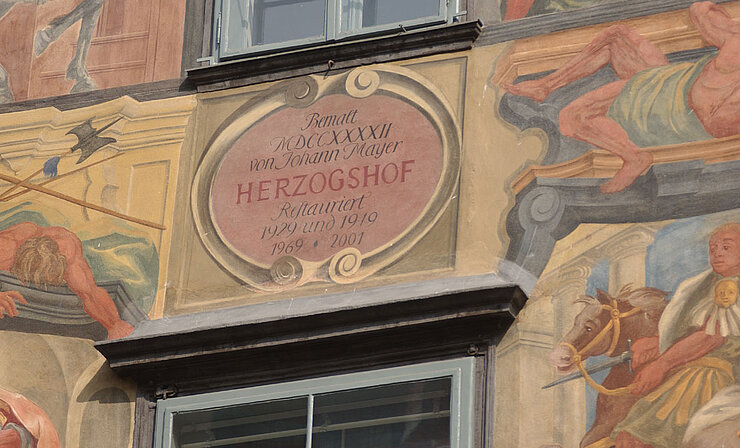 Bemalt
MDCCXXXXII
von Johann Mayer
HERZOGSHOF
Restauriert
1929 und 1919
1969 • 2001